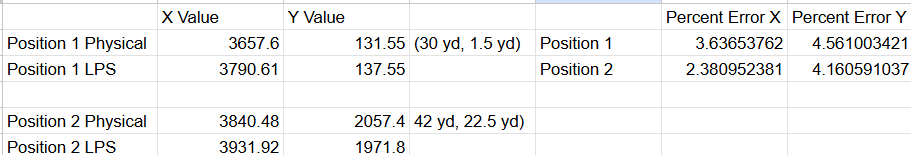 X Value Y Value Percent Error X Percent Error Y
Position 1 Physical 3657.6 131.55 (30 yd, 1.5 yd) Position 1 3.63653762 4.561003421
Position 1 LPS 3790.61 137.55 Position 2 2.380952381 4.160591037
Position 2 Physical 3840.48 2057.4 42 yd, 22.5 yd)
Position 2 LPS 3931.92 1971.8